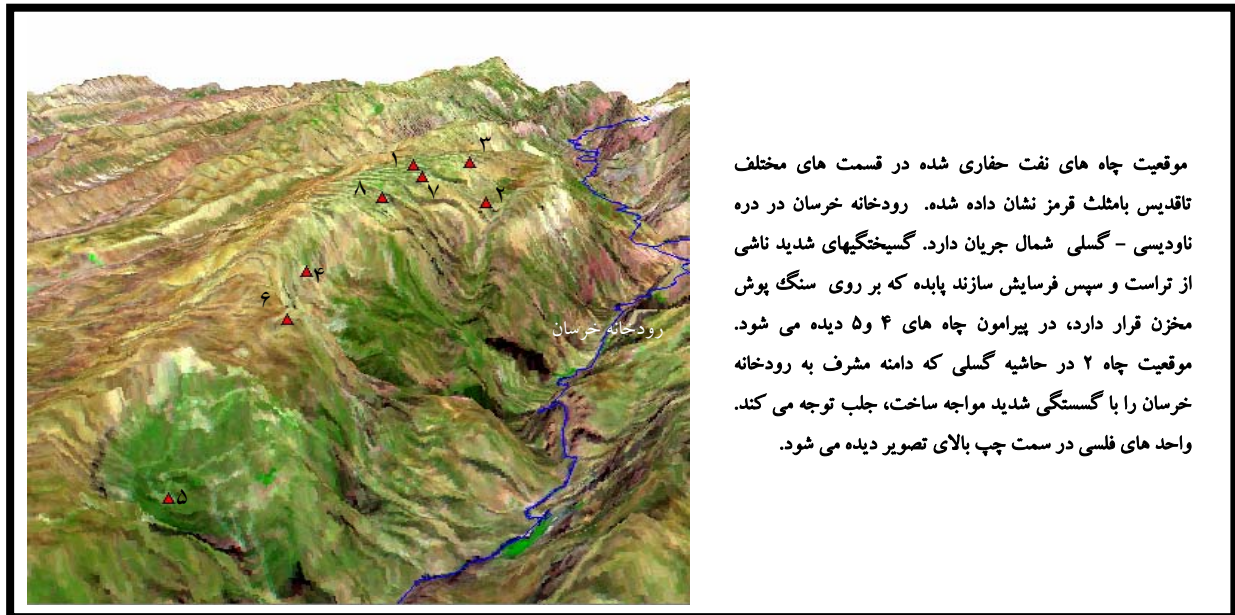 ۳
۱
۷
۸
۲
۴
۶
رودخانه خرسان
۵
موقعیت چاه های نفت حفاری شده در قسمت های مختلف
تاقدیس بامثلث قرمز نشان داده شده. رودخانه خرسان در دره
ناودیسی – گسلی شمال جریان دارد. گسیختگیهای شدید ناشی
از تراست و سپس فرسایش سازند پابده که بر روی سنگ پوش
مخزن قرار دارد، در پیرامون چاه های ۴ و۵ دیده می شود.
موقعیت چاه ۲ در حاشیه گسلی که دامنه مشرف به رودخانه
خرسان را با گسستگی شدید مواجه ساخت، جلب توجه می کند.
واحد های فلسی در سمت چپ بالای تصویر دیده می شود.